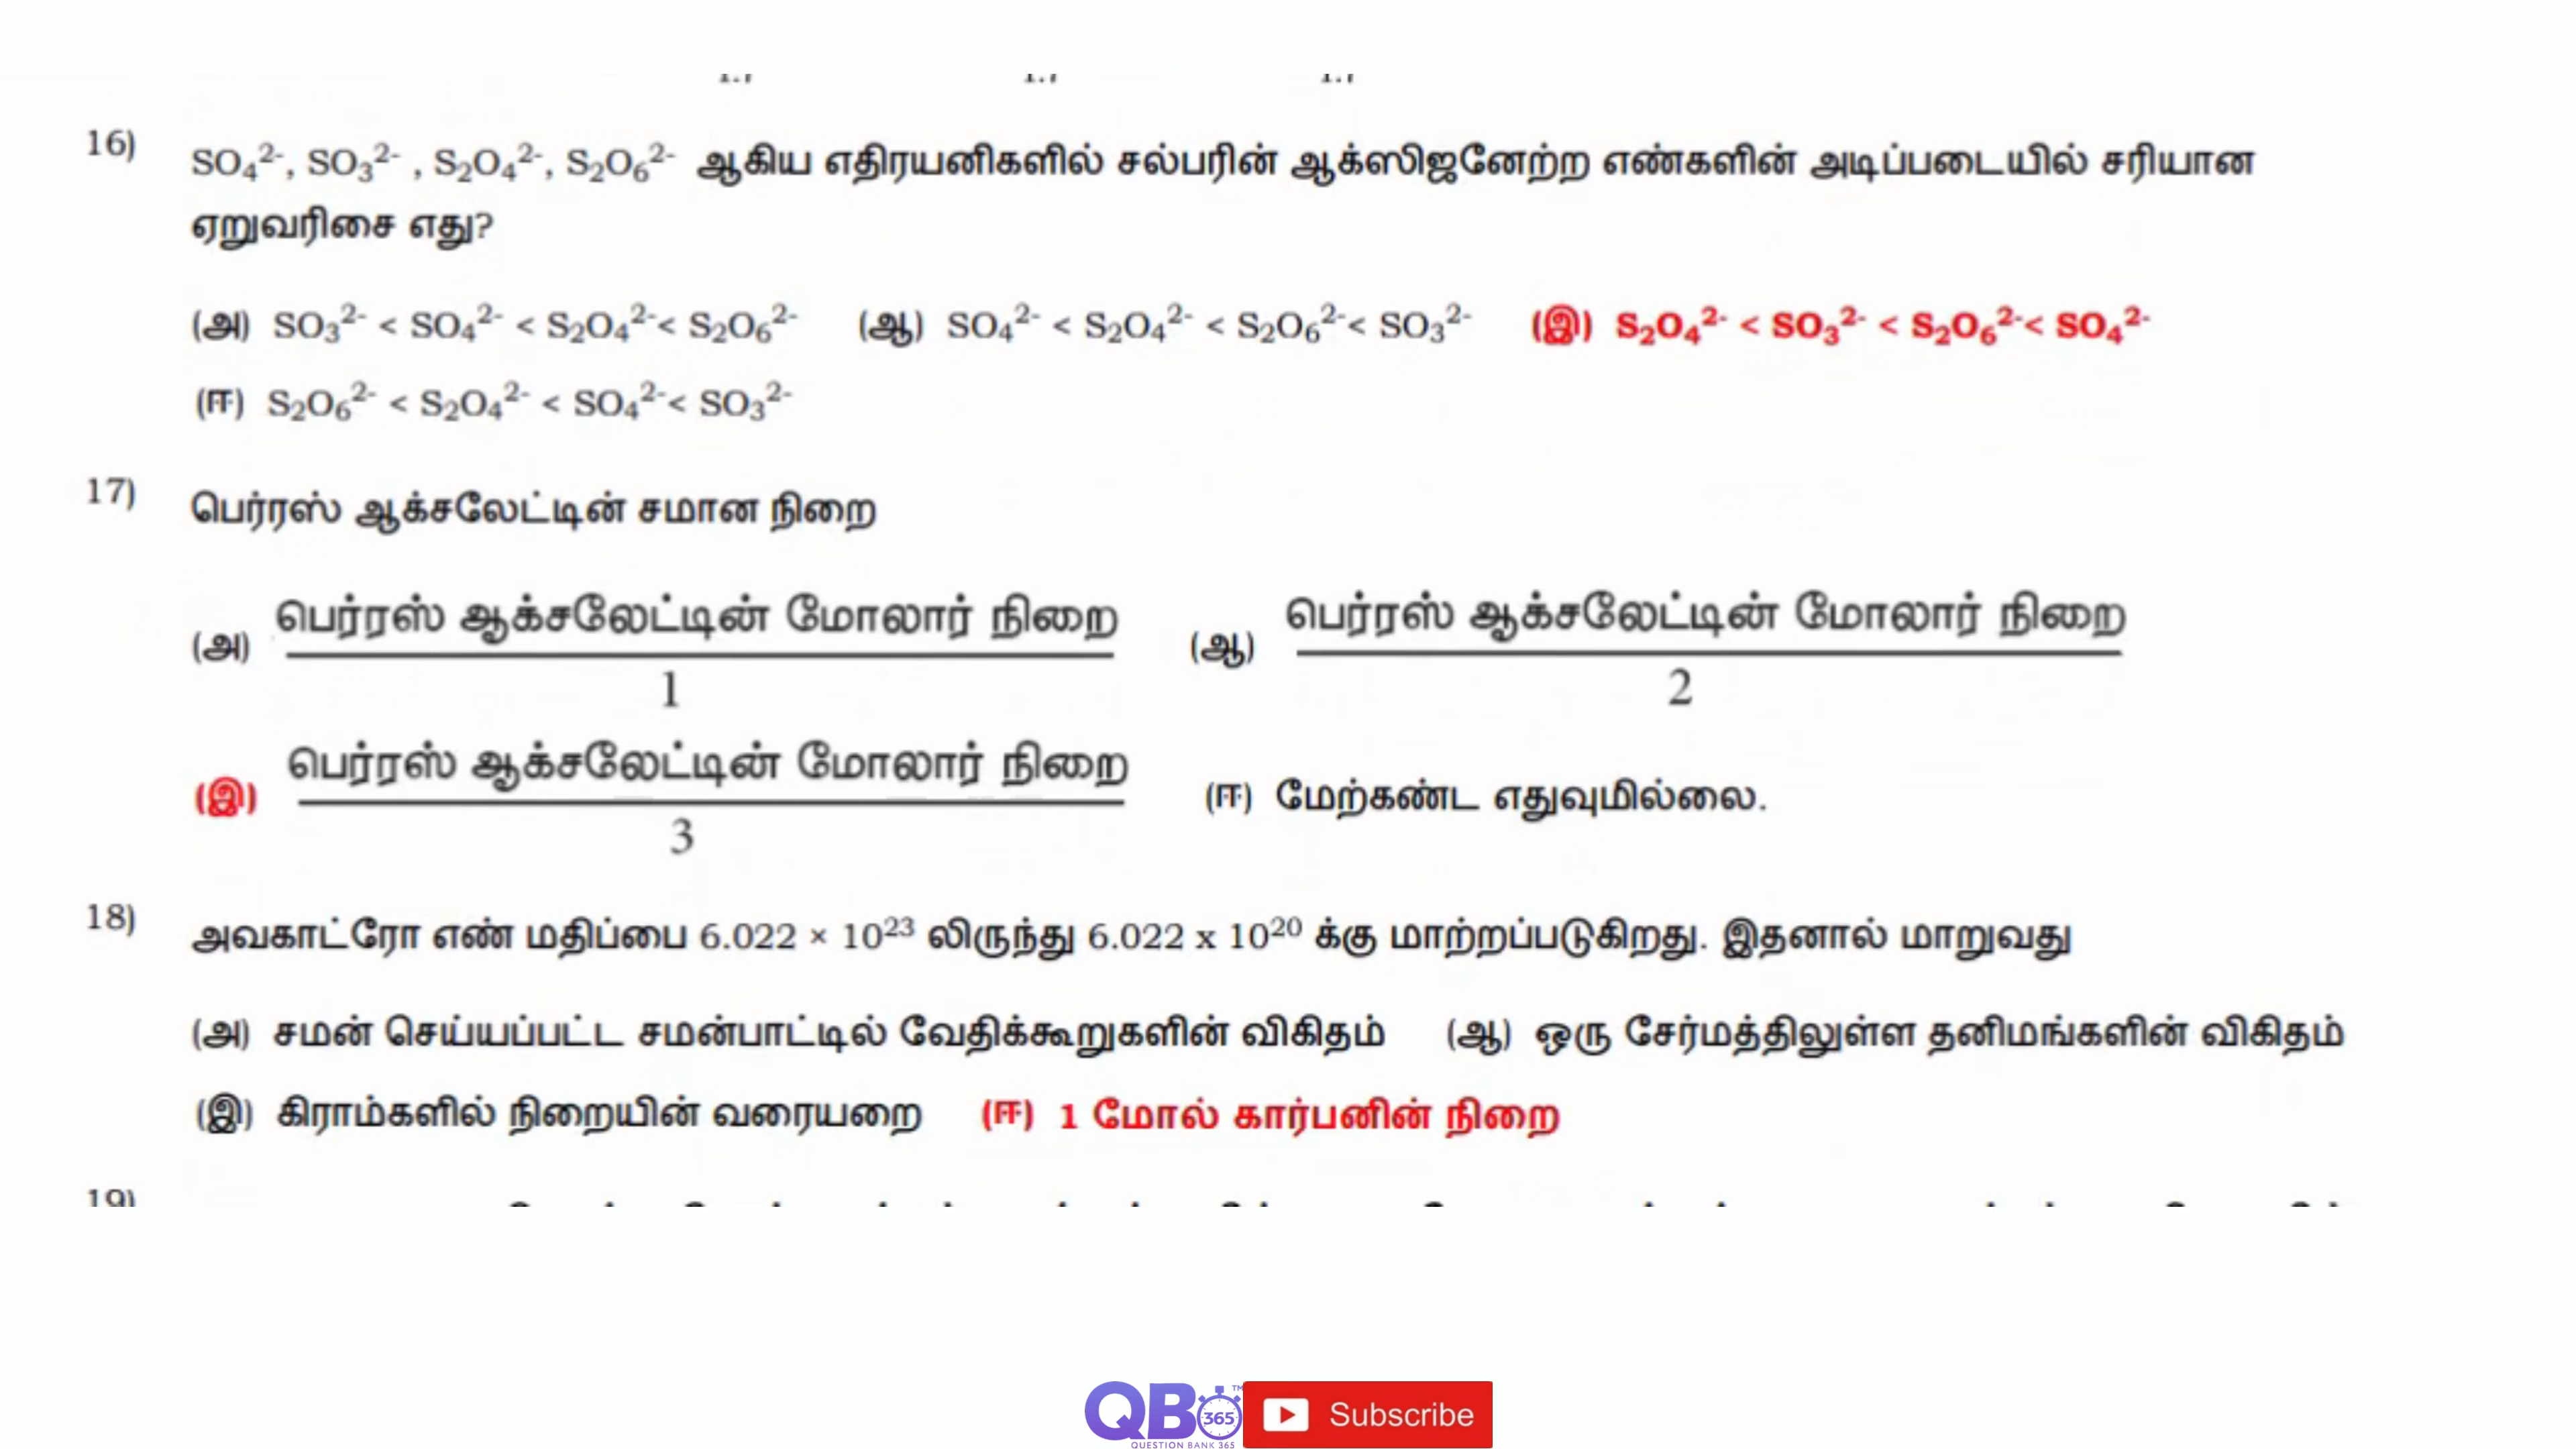 16) SO₄²⁻, SO₃²⁻ , S₂O₄²⁻, S₂O₆²⁻ ஆகிய எதிரயனிகளில் சல்பரின் ஆக்ஸிஜனேற்ற எண்களின் அடிப்படையில் சரியான
ஏறுவரிசை எது?
(அ) SO₃²⁻ < SO₄²⁻ < S₂O₄²⁻< S₂O₆²⁻ (ஆ) SO₄²⁻ < S₂O₄²⁻ < S₂O₆²⁻< SO₃²⁻ (இ) S₂O₄²⁻ < SO₃²⁻ < S₂O₆²⁻< SO₄²⁻
(ஈ) S₂O₆²⁻ < S₂O₄²⁻ < SO₄²⁻< SO₃²⁻
17) பெர்ரஸ் ஆக்சலேட்டின் சமான நிறை
(அ) பெர்ரஸ் ஆக்சலேட்டின் மோலார் நிறை / 1 (ஆ) பெர்ரஸ் ஆக்சலேட்டின் மோலார் நிறை / 2
(இ) பெர்ரஸ் ஆக்சலேட்டின் மோலார் நிறை / 3 (ஈ) மேற்கண்ட எதுவுமில்லை.
18) அவகாட்ரோ எண் மதிப்பை 6.022 × 10²³ லிருந்து 6.022 x 10²⁰ க்கு மாற்றப்படுகிறது. இதனால் மாறுவது
(அ) சமன் செய்யப்பட்ட சமன்பாட்டில் வேதிக்கூறுகளின் விகிதம் (ஆ) ஒரு சேர்மத்திலுள்ள தனிமங்களின் விகிதம்
(இ) கிராம்களில் நிறையின் வரையறை (ஈ) 1 மோல் கார்பனின் நிறை
19)
QB 365 ™ Subscribe
QUESTION BANK 365